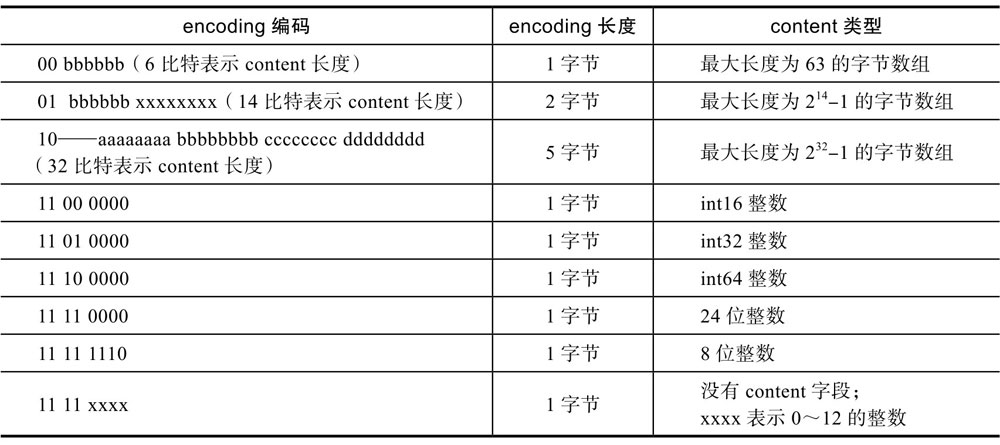 encoding 编码 encoding 长度 content 类型
00 bbbbbb（6 比特表示 content 长度） 1 字节 最大长度为 63 的字节数组
01 bbbbbb xxxxxxxx（14 比特表示 content 长度） 2 字节 最大长度为 2^14-1 的字节数组
10——aaaaaaaa bbbbbbbb cccccccc dddddddd
（32 比特表示 content 长度） 5 字节 最大长度为 2^32-1 的字节数组
11 00 0000 1 字节 int16 整数
11 01 0000 1 字节 int32 整数
11 10 0000 1 字节 int64 整数
11 11 0000 1 字节 24 位整数
11 11 1110 1 字节 8 位整数
11 11 xxxx 1 字节 没有 content 字段；
xxxx 表示 0～12 的整数